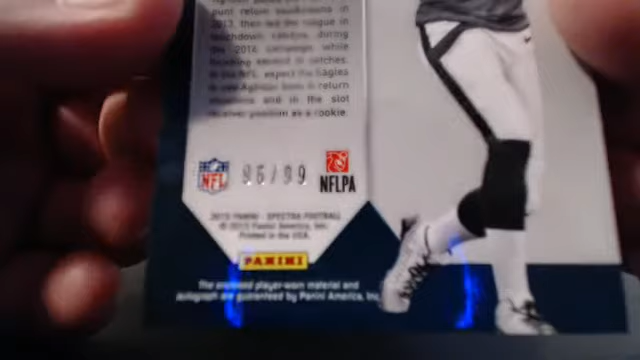 punt return touchdowns in
2013, then led the league in
touchdown catches during
the 2014 campaign while
finishing second in catches.
In the NFL, expect the Eagles
to use Agholor both in return
situations and in the slot
receiver position as a rookie.
NFL
96/99
NFLPA
2015 PANINI - SPECTRA FOOTBALL
© 2015 Panini America, Inc.
Printed in the USA.
PANINI
The enclosed player-worn material and
autograph are guaranteed by Panini America, Inc.